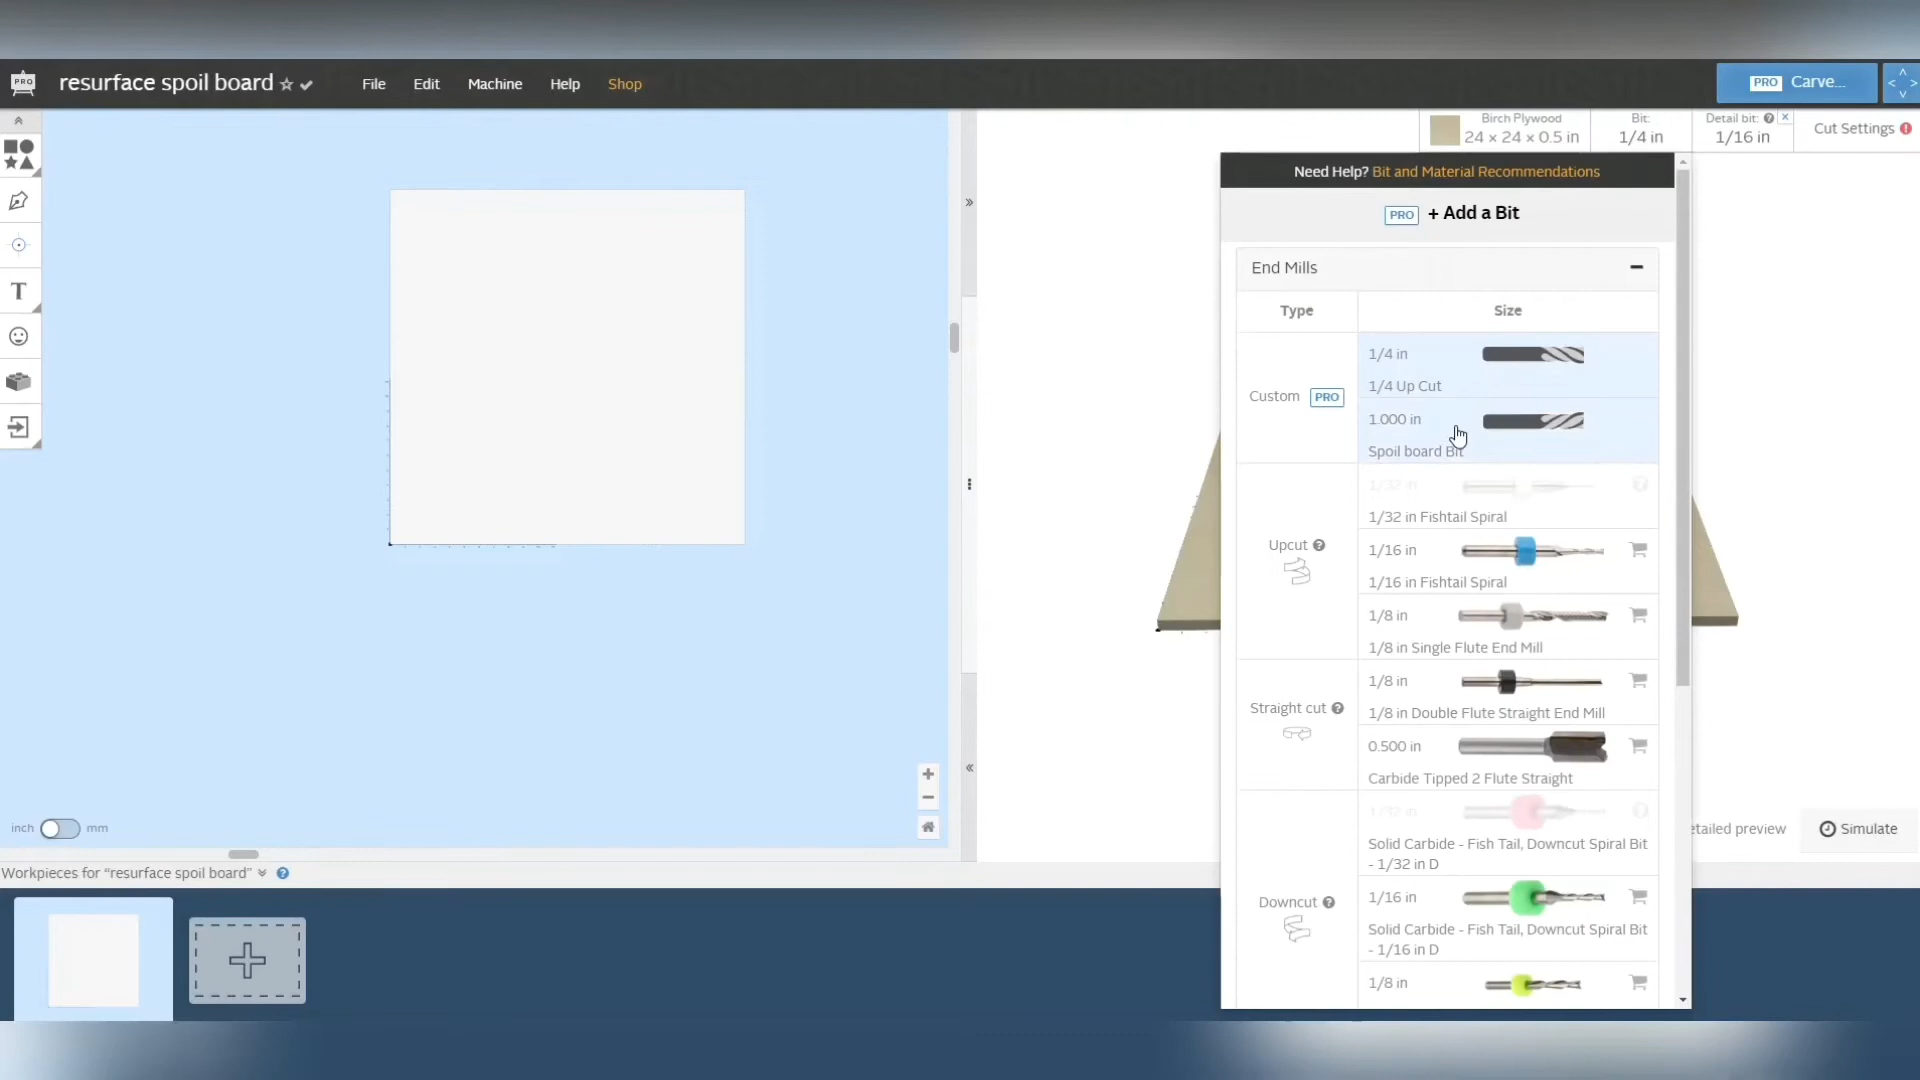 PRO
resurface spoil board
File
Edit
Machine
Help
Shop
PRO Carve...
Birch Plywood
24 × 24 × 0.5 in
Bit:
1/4 in
Detail bit:
1/16 in
Cut Settings
Need Help? Bit and Material Recommendations
PRO + Add a Bit
End Mills
Type
Size
Custom PRO
1/4 in
1/4 Up Cut
1.000 in
Spoil board Bit
Upcut
1/32 in
1/32 in Fishtail Spiral
1/16 in
1/16 in Fishtail Spiral
1/8 in
1/8 in Single Flute End Mill
Straight cut
1/8 in
1/8 in Double Flute Straight End Mill
0.500 in
Carbide Tipped 2 Flute Straight
Downcut
1/32 in
Solid Carbide - Fish Tail, Downcut Spiral Bit
- 1/32 in D
1/16 in
Solid Carbide - Fish Tail, Downcut Spiral Bit
- 1/16 in D
1/8 in
inch
mm
etailed preview
Simulate
Workpieces for "resurface spoil board"